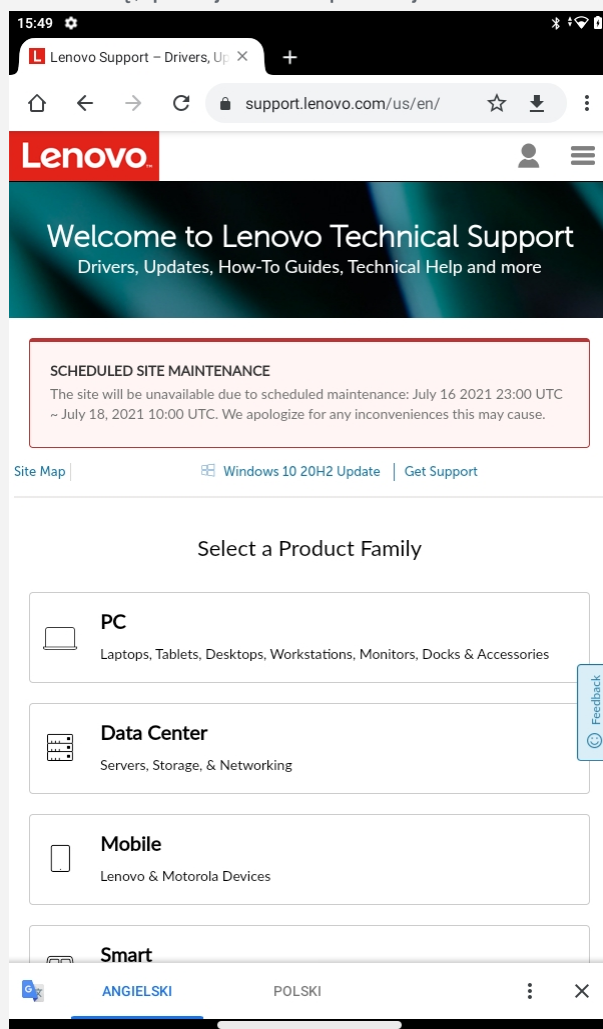 15:49
Lenovo Support – Drivers, Up
support.lenovo.com/us/en/
Lenovo
Welcome to Lenovo Technical Support
Drivers, Updates, How-To Guides, Technical Help and more
SCHEDULED SITE MAINTENANCE
The site will be unavailable due to scheduled maintenance: July 16 2021 23:00 UTC
~ July 18, 2021 10:00 UTC. We apologize for any inconveniences this may cause.
Site Map
Windows 10 20H2 Update
Get Support
Select a Product Family
PC
Laptops, Tablets, Desktops, Workstations, Monitors, Docks & Accessories
Feedback
Data Center
Servers, Storage, & Networking
Mobile
Lenovo & Motorola Devices
Smart
ANGIELSKI
POLSKI